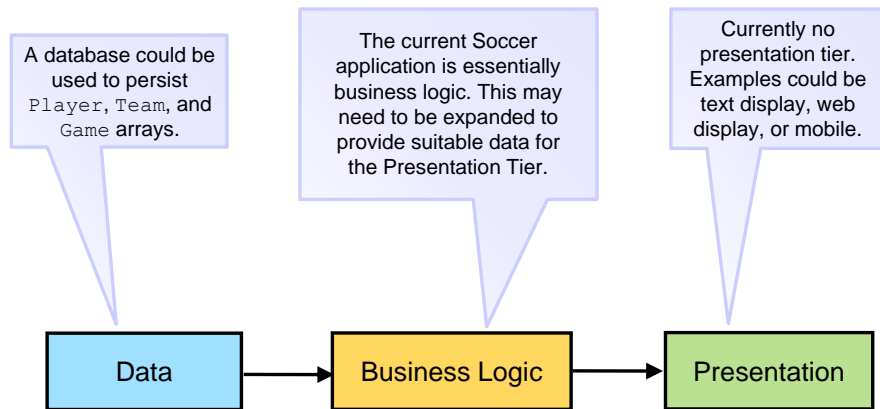 A database could be
used to persist
Player, Team, and
Game arrays.
The current Soccer
application is essentially
business logic. This may
need to be expanded to
provide suitable data for
the Presentation Tier.
Currently no
presentation tier.
Examples could be
text display, web
display, or mobile.
Data
Business Logic
Presentation